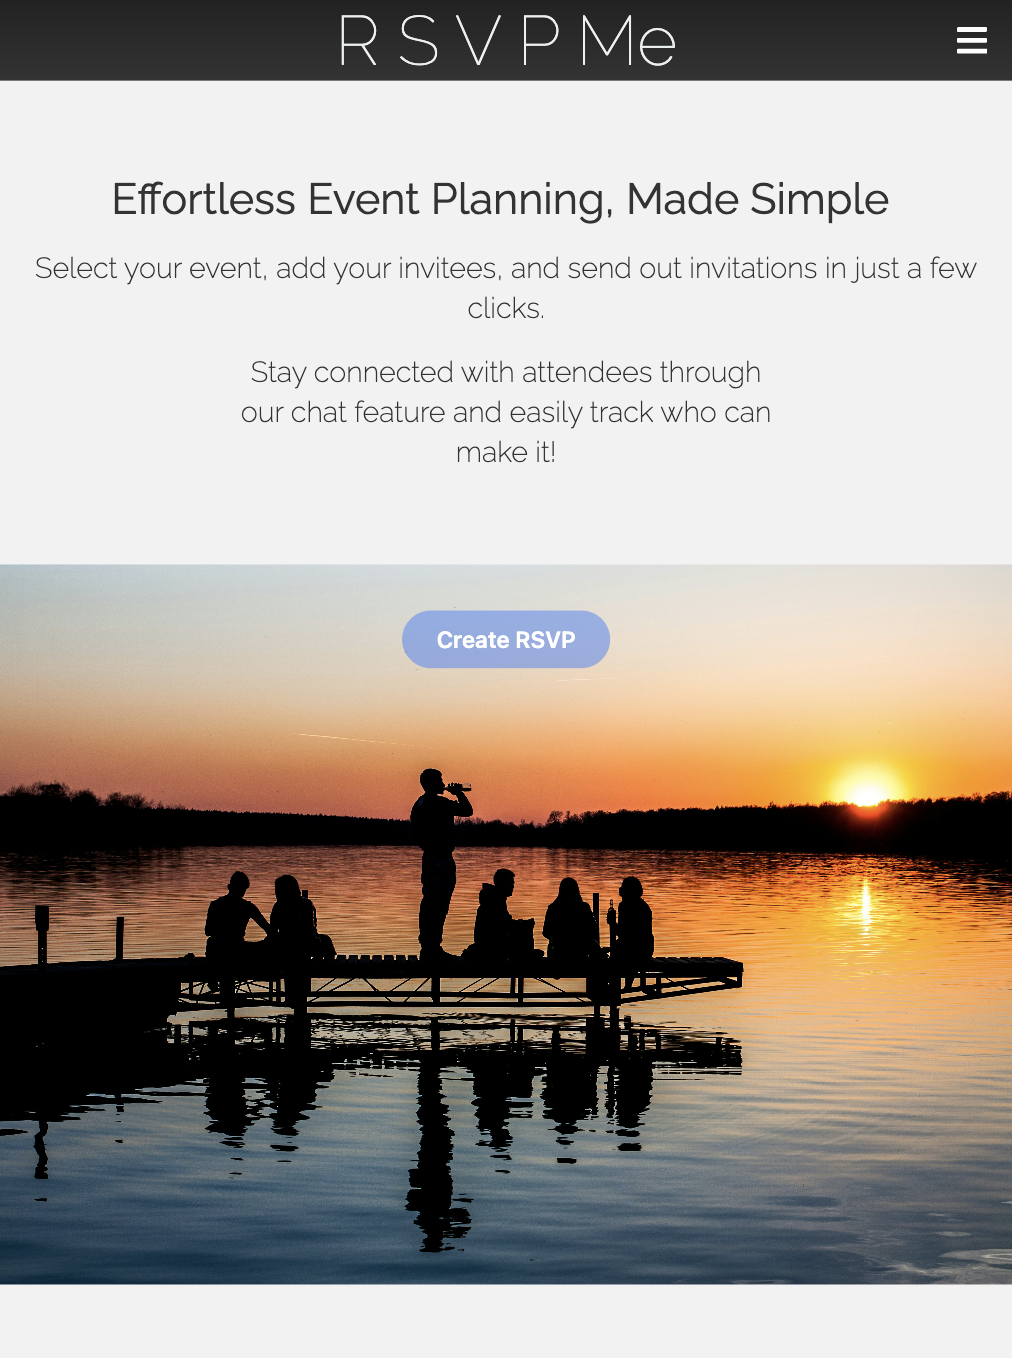 RSVPMe
Effortless Event Planning, Made Simple
Select your event, add your invitees, and send out invitations in just a few
clicks.
Stay connected with attendees through
our chat feature and easily track who can
make it!
Create RSVP